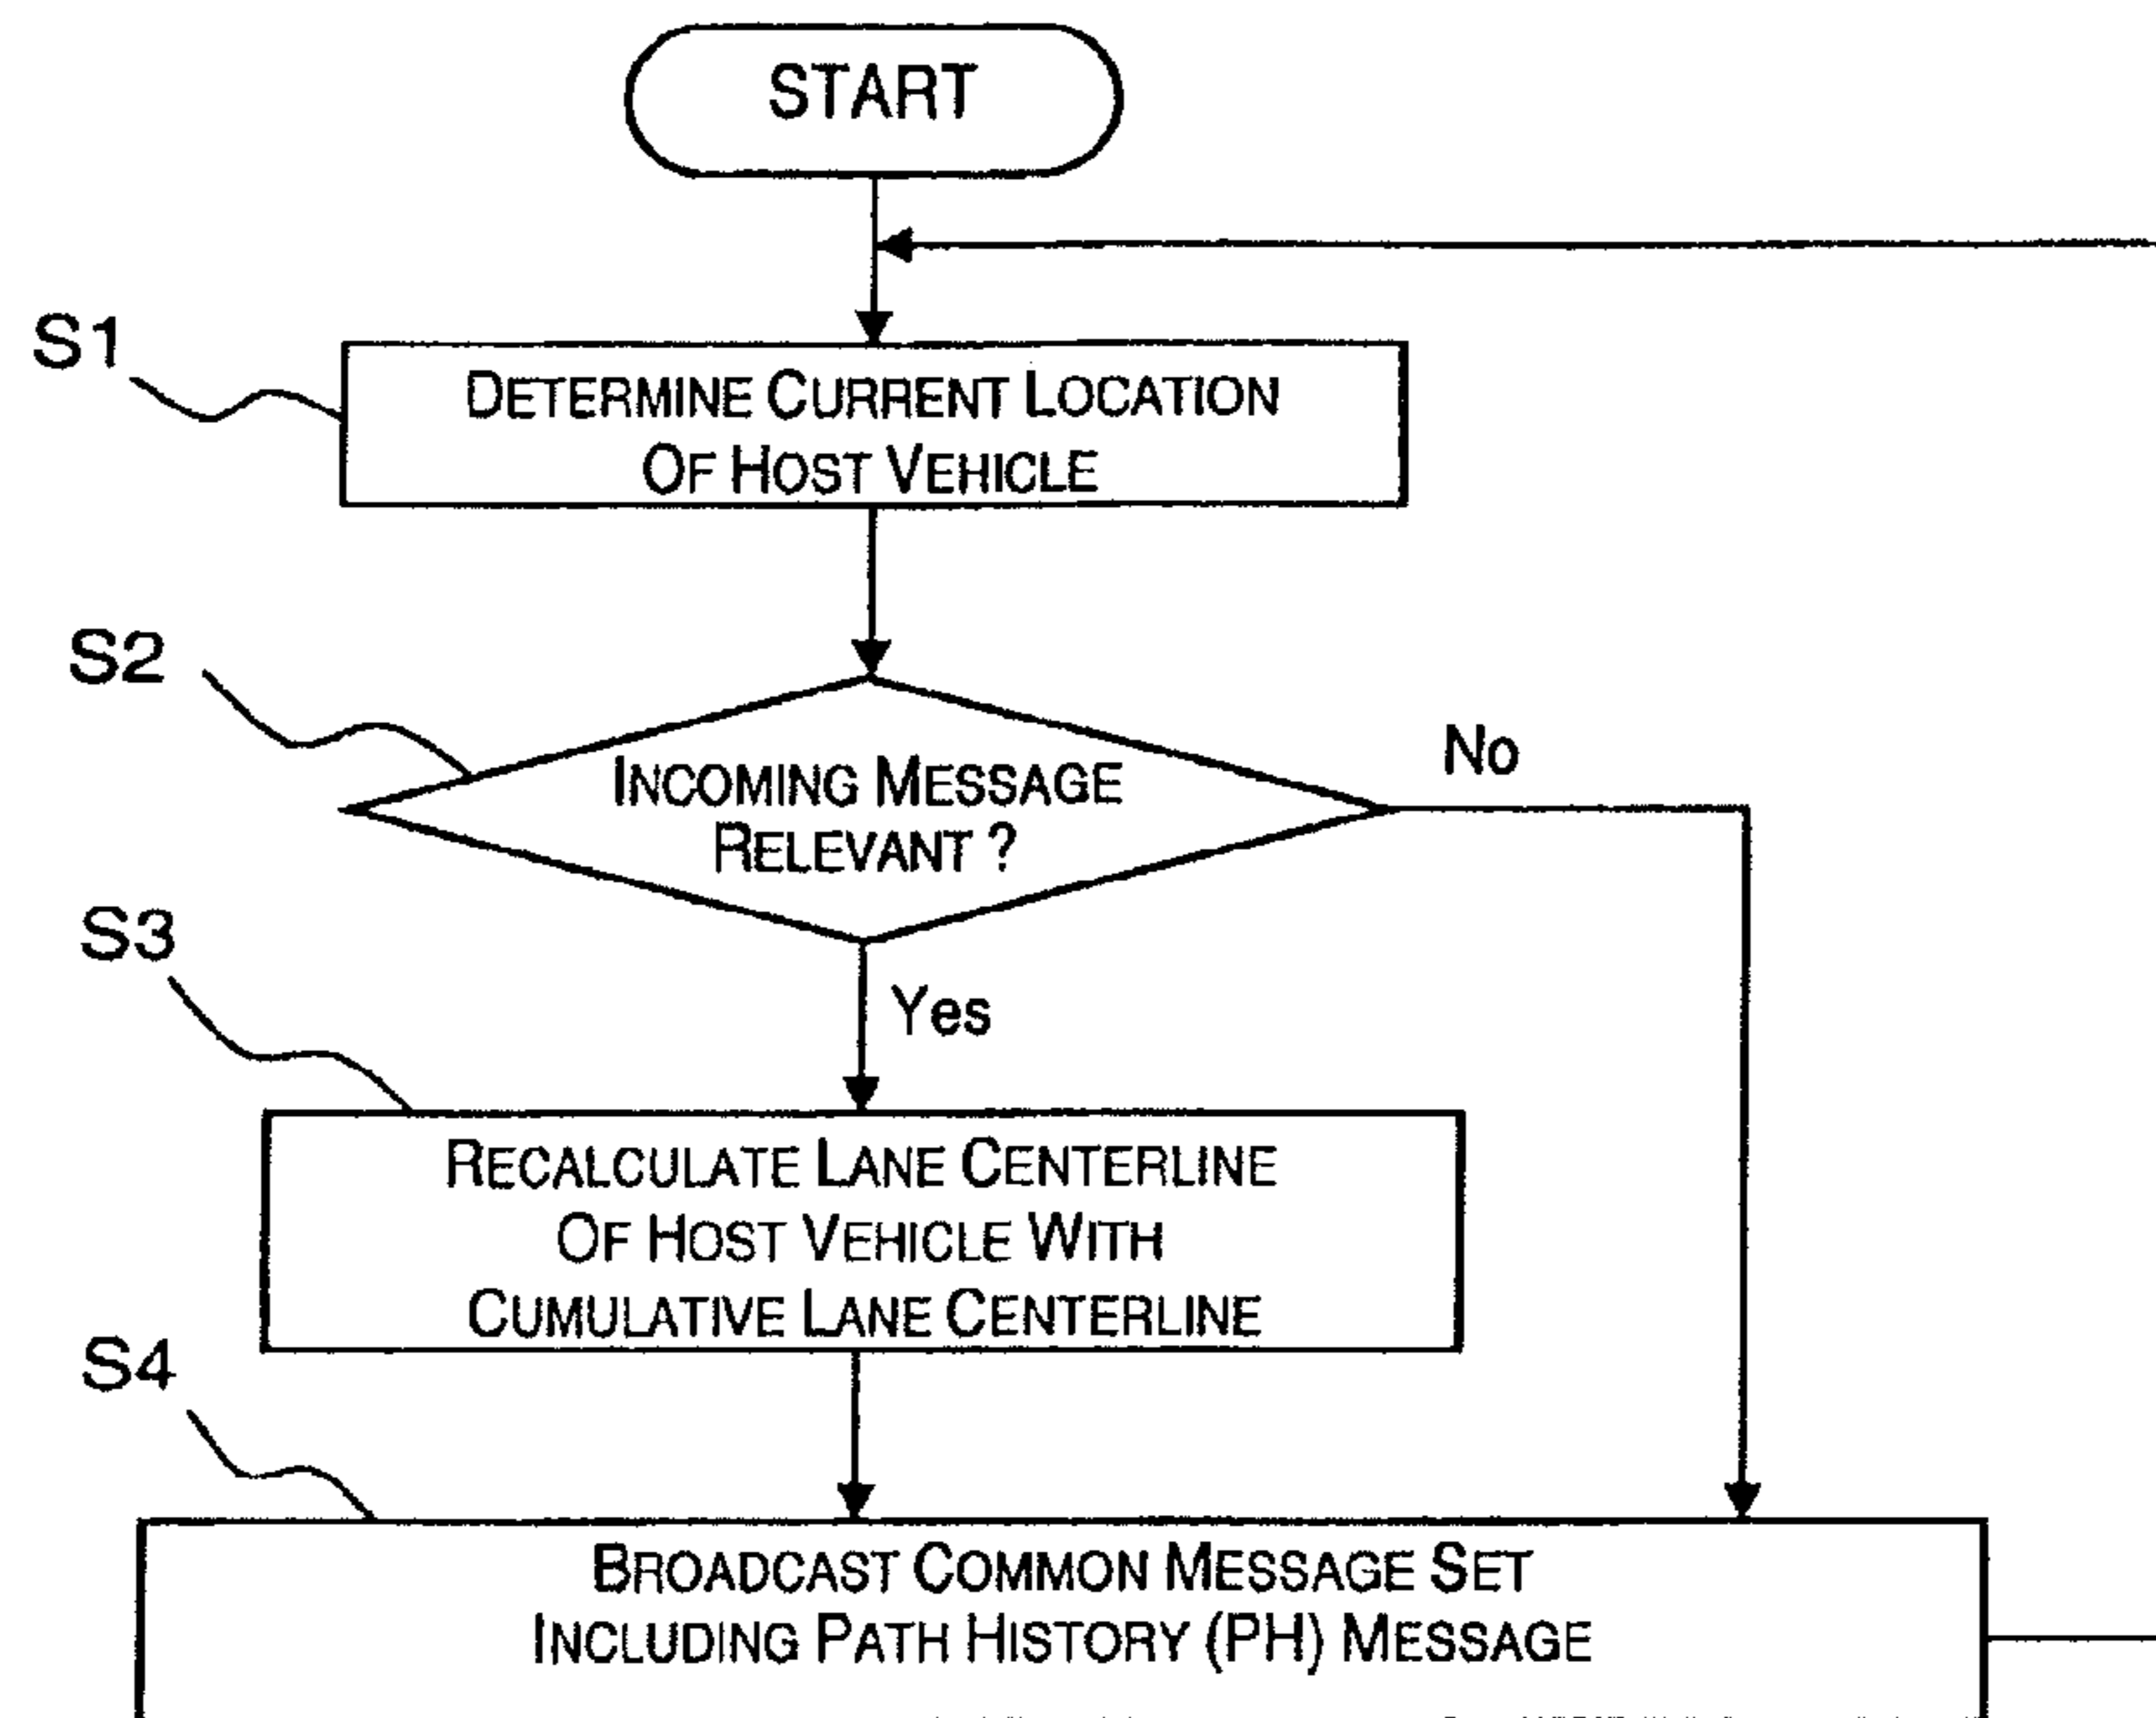 START
S1
DETERMINE CURRENT LOCATION
OF HOST VEHICLE
S2
INCOMING MESSAGE
RELEVANT ?
No
S3
Yes
RECALCULATE LANE CENTERLINE
OF HOST VEHICLE WITH
CUMULATIVE LANE CENTERLINE
S4
BROADCAST COMMON MESSAGE SET
INCLUDING PATH HISTORY (PH) MESSAGE